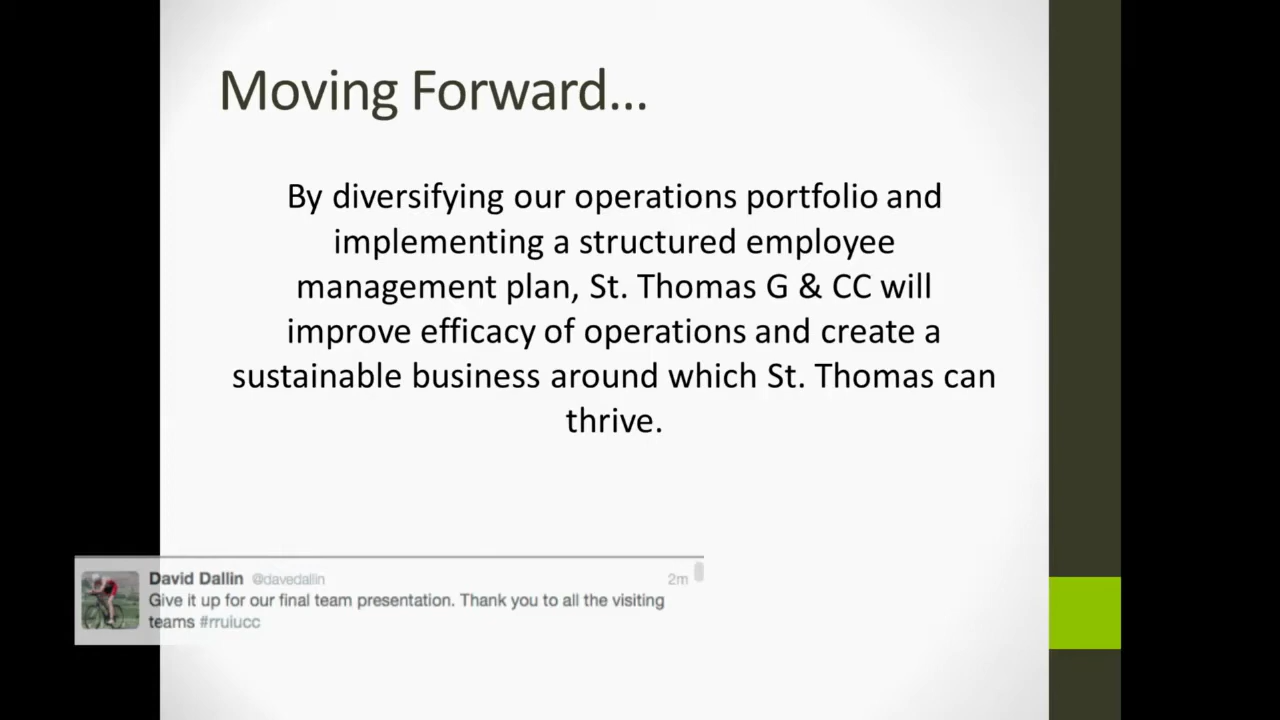 Moving Forward...
By diversifying our operations portfolio and
implementing a structured employee
management plan, St. Thomas G & CC will
improve efficacy of operations and create a
sustainable business around which St. Thomas can
thrive.
David Dallin @davedallin 2m
Give it up for our final team presentation. Thank you to all the visiting
teams #rruiucc